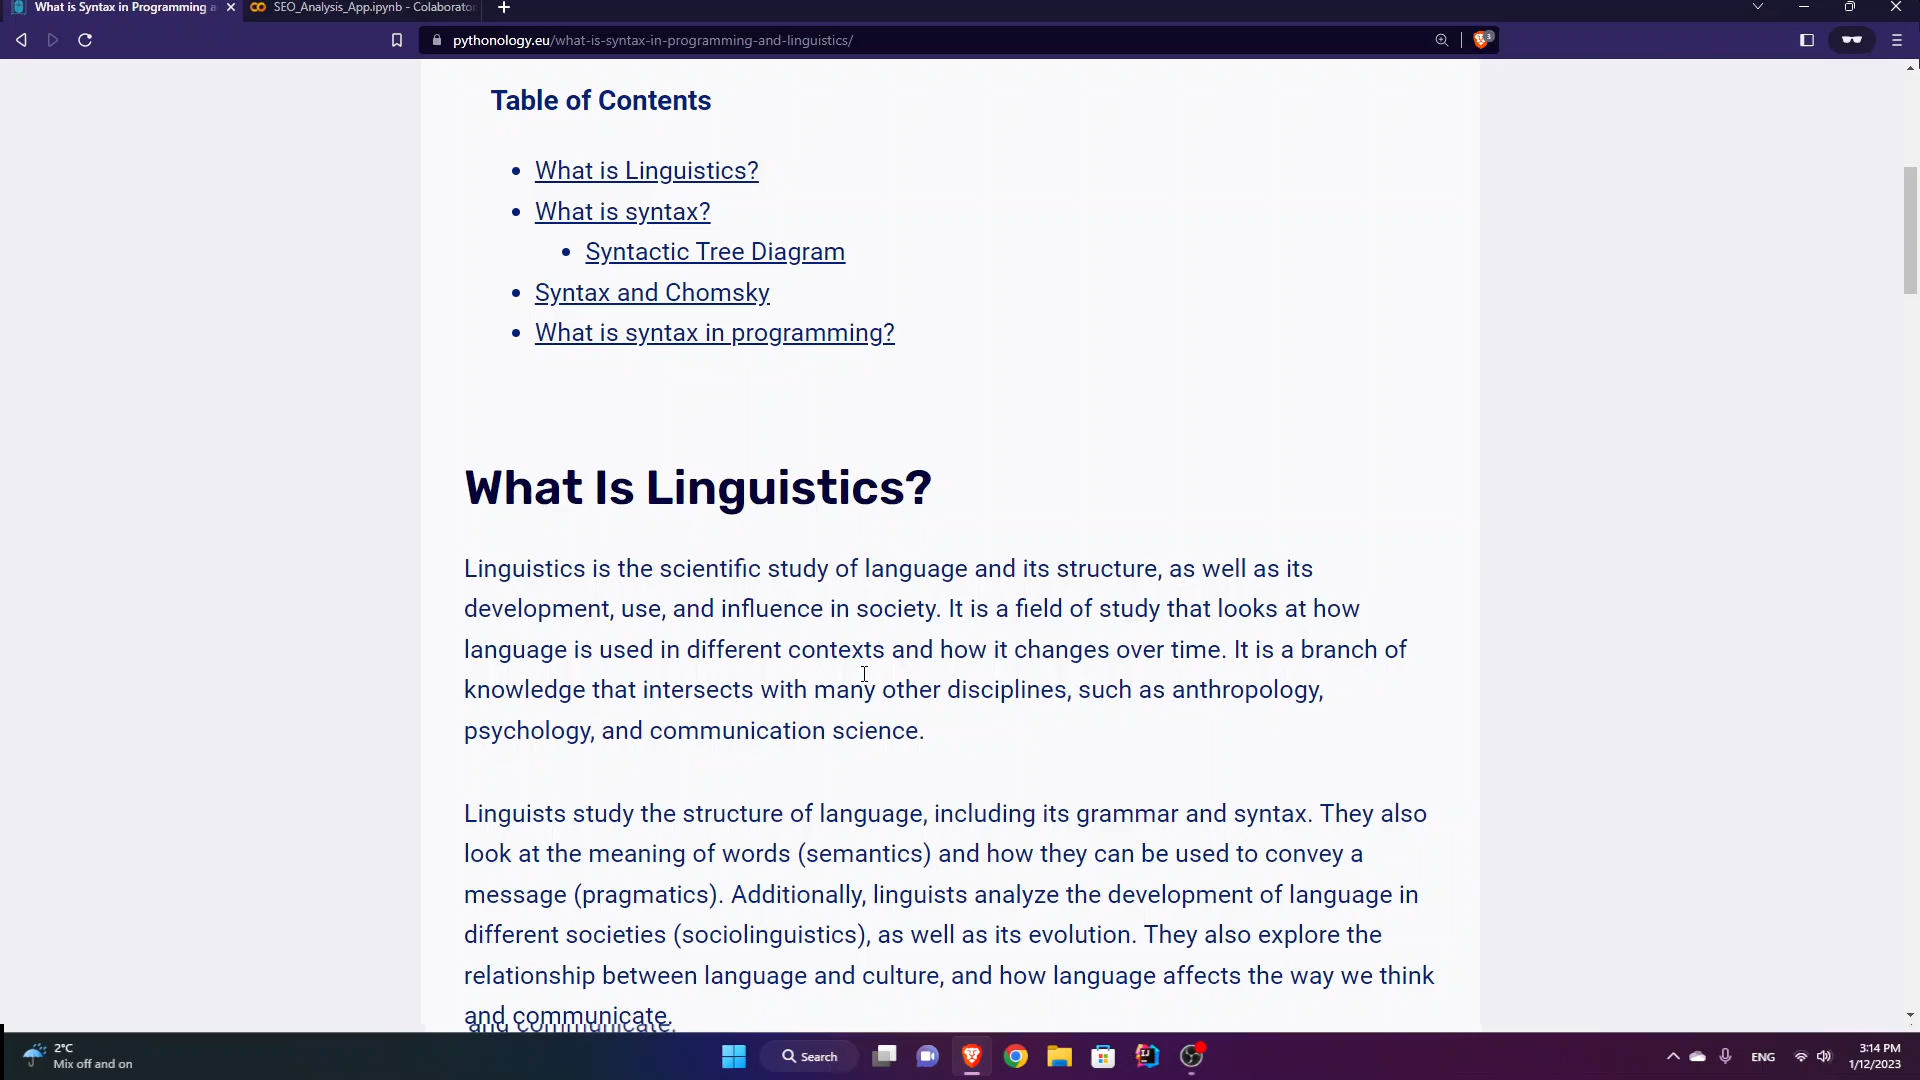 What is Syntax in Programming a
SEO_Analysis_App.ipynb - Colaborato
pythonology.eu/what-is-syntax-in-programming-and-linguistics/
3
Table of Contents
What is Linguistics?
What is syntax?
Syntactic Tree Diagram
Syntax and Chomsky
What is syntax in programming?
What Is Linguistics?
Linguistics is the scientific study of language and its structure, as well as its
development, use, and influence in society. It is a field of study that looks at how
language is used in different contexts and how it changes over time. It is a branch of
knowledge that intersects with many other disciplines, such as anthropology,
psychology, and communication science.
Linguists study the structure of language, including its grammar and syntax. They also
look at the meaning of words (semantics) and how they can be used to convey a
message (pragmatics). Additionally, linguists analyze the development of language in
different societies (sociolinguistics), as well as its evolution. They also explore the
relationship between language and culture, and how language affects the way we think
and communicate.
2°C
Mix off and on
Search
ENG
3:14 PM
1/12/2023